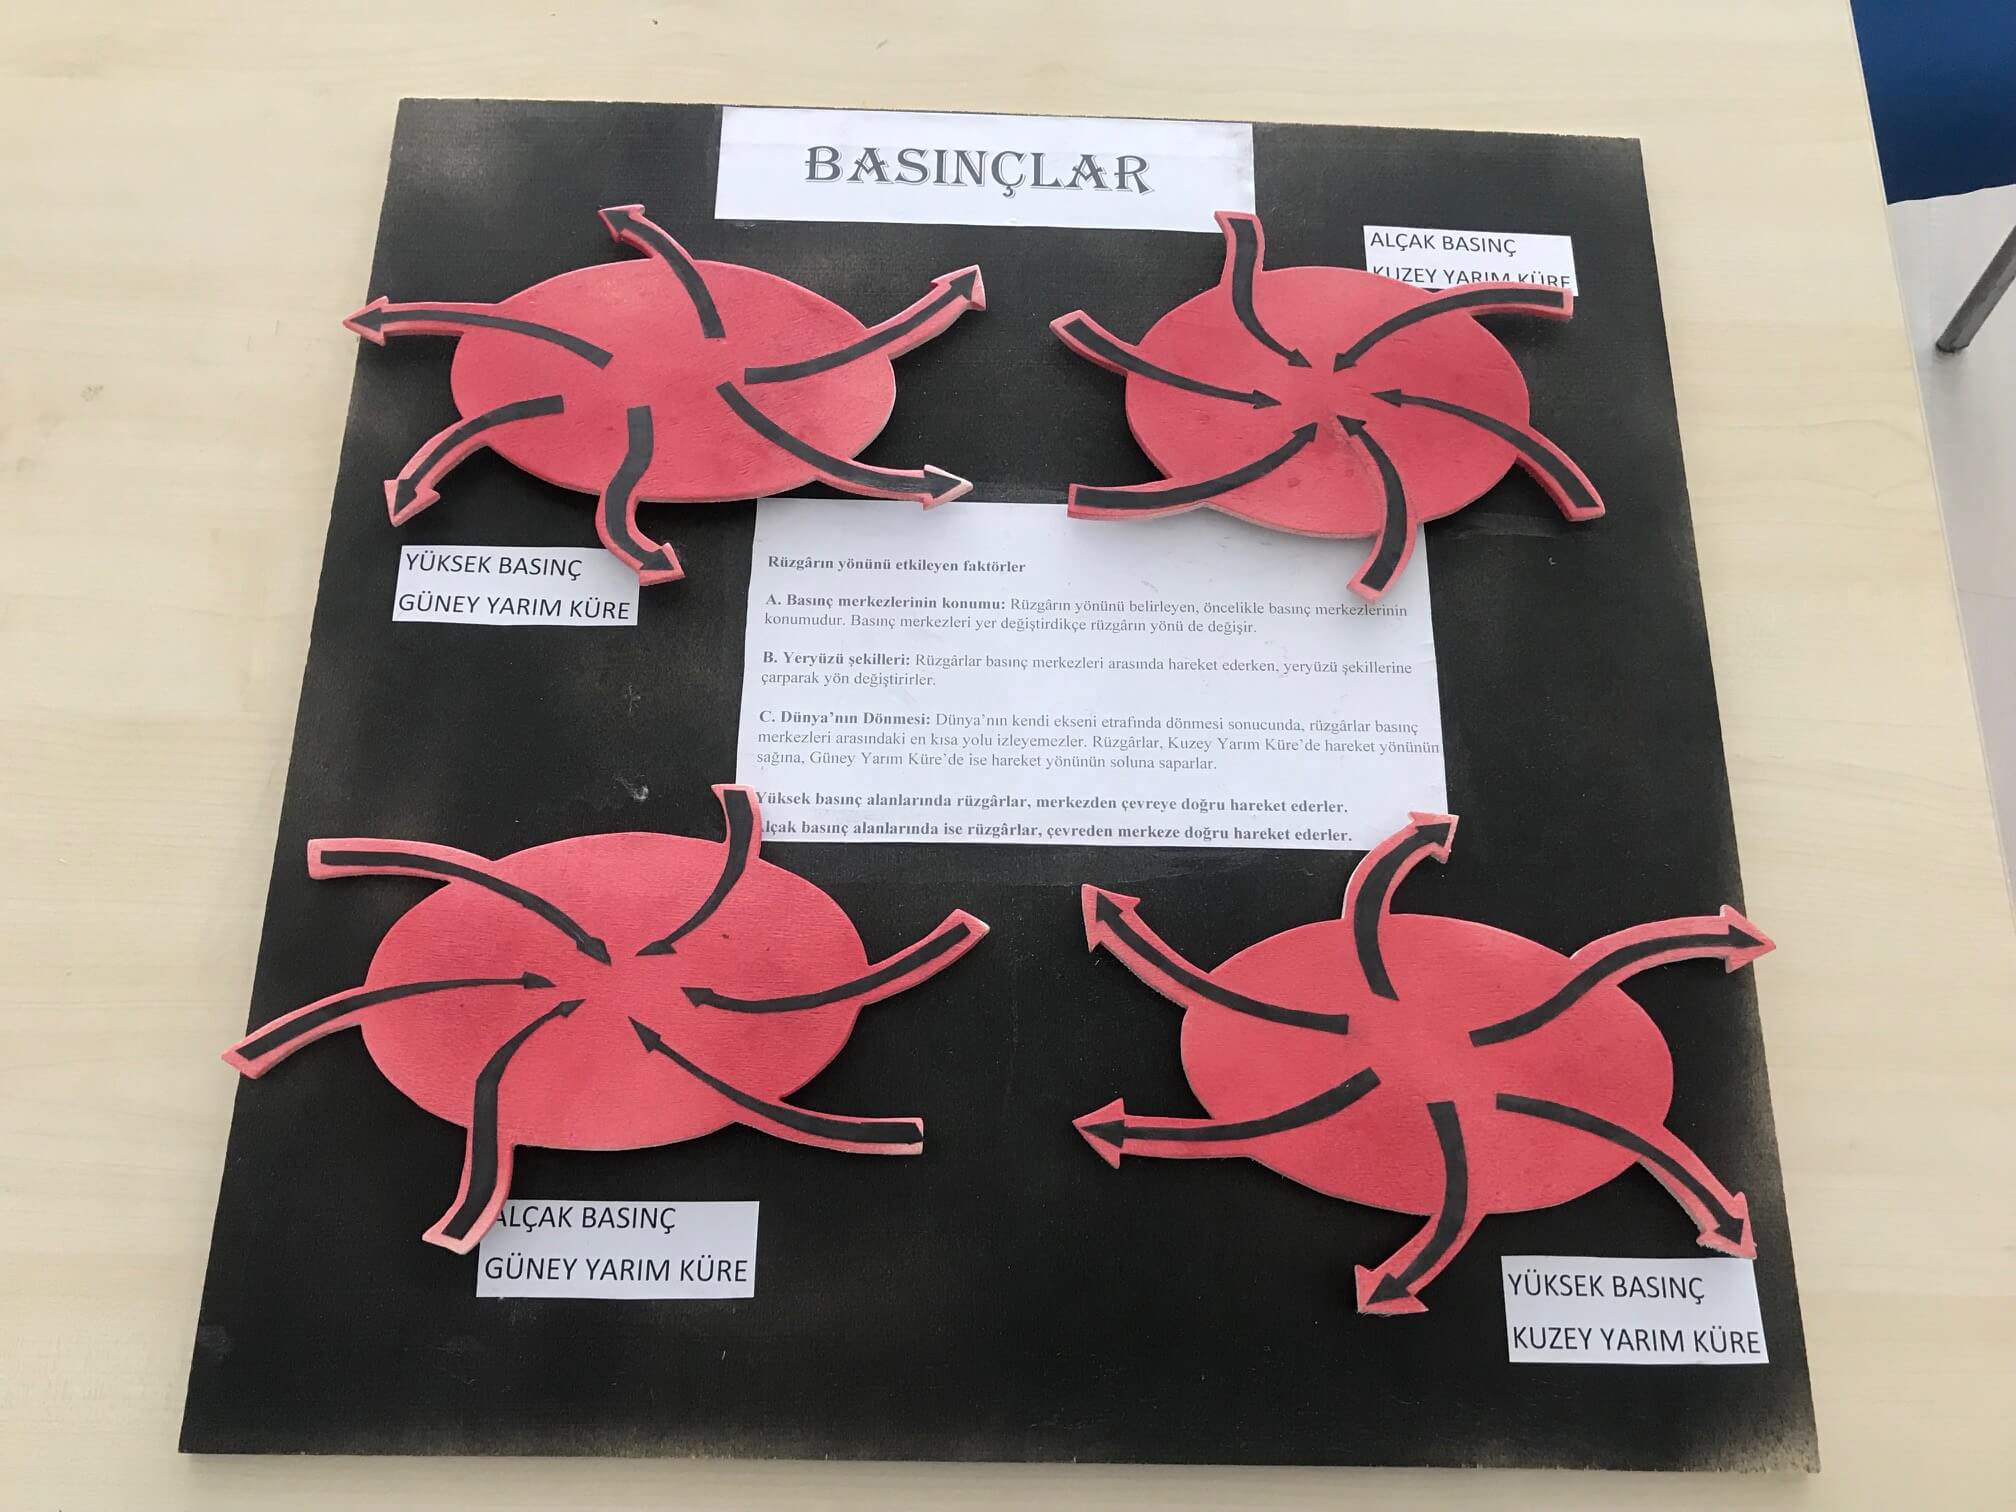 BASINÇLAR
ALÇAK BASINÇ
KUZEY YARIM KÜRE
YÜKSEK BASINÇ
GÜNEY YARIM KÜRE
Rüzgârın yönünü etkileyen faktörler
A. Basınç merkezlerinin konumu: Rüzgârın yönünü belirleyen, öncelikle basınç merkezlerinin
konumudur. Basınç merkezleri yer değiştirdikçe rüzgârın yönü de değişir.
B. Yeryüzü şekilleri: Rüzgârlar basınç merkezleri arasında hareket ederken, yeryüzü şekillerine
çarparak yön değiştirirler.
C. Dünya’nın Dönmesi: Dünya’nın kendi ekseni etrafında dönmesi sonucunda, rüzgârlar basınç
merkezleri arasındaki en kısa yolu izleyemezler. Rüzgârlar, Kuzey Yarım Küre’de hareket yönünün
sağına, Güney Yarım Küre’de ise hareket yönünün soluna saparlar.
Yüksek basınç alanlarında rüzgârlar, merkezden çevreye doğru hareket ederler.
Alçak basınç alanlarında ise rüzgârlar, çevreden merkeze doğru hareket ederler.
ALÇAK BASINÇ
GÜNEY YARIM KÜRE
YÜKSEK BASINÇ
KUZEY YARIM KÜRE